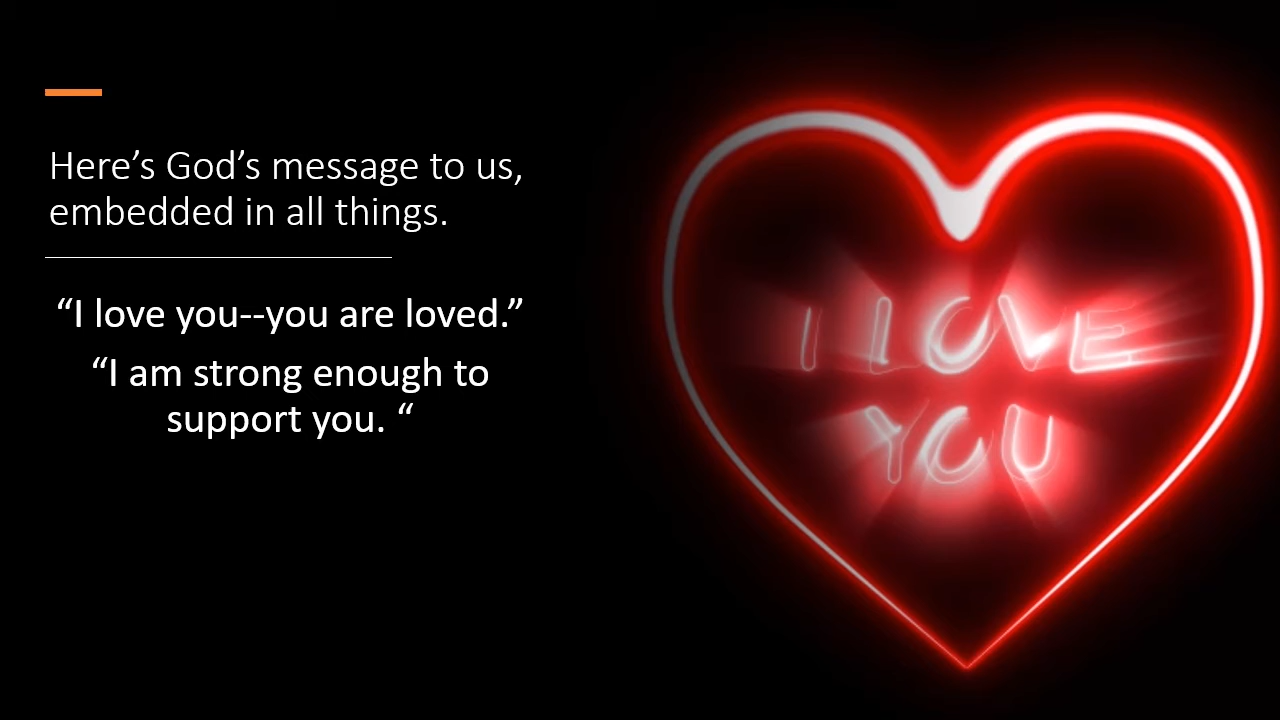 Here’s God’s message to us,
embedded in all things.
“I love you--you are loved.”
“I am strong enough to
support you. “
I LOVE
YOU